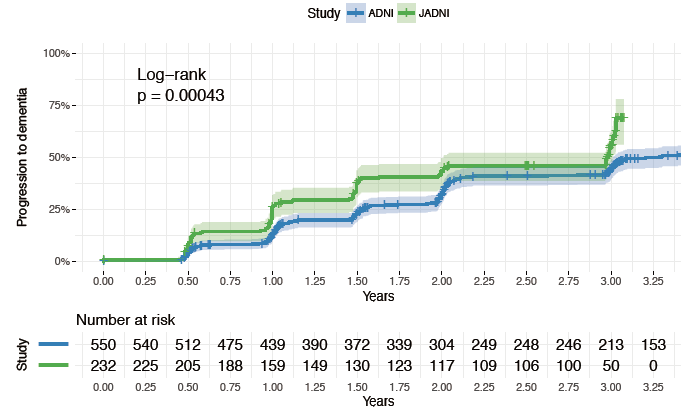 Study ADNI JADNI
100%
Log−rank
p = 0.00043
75%
50%
25%
0%
Progression to dementia
0.00 0.25 0.50 0.75 1.00 1.25 1.50 1.75 2.00 2.25 2.50 2.75 3.00 3.25
Years
Number at risk
Study
550 540 512 475 439 390 372 339 304 249 248 246 213 153
232 225 205 188 159 149 130 123 117 109 106 100 50 0
0.00 0.25 0.50 0.75 1.00 1.25 1.50 1.75 2.00 2.25 2.50 2.75 3.00 3.25
Years